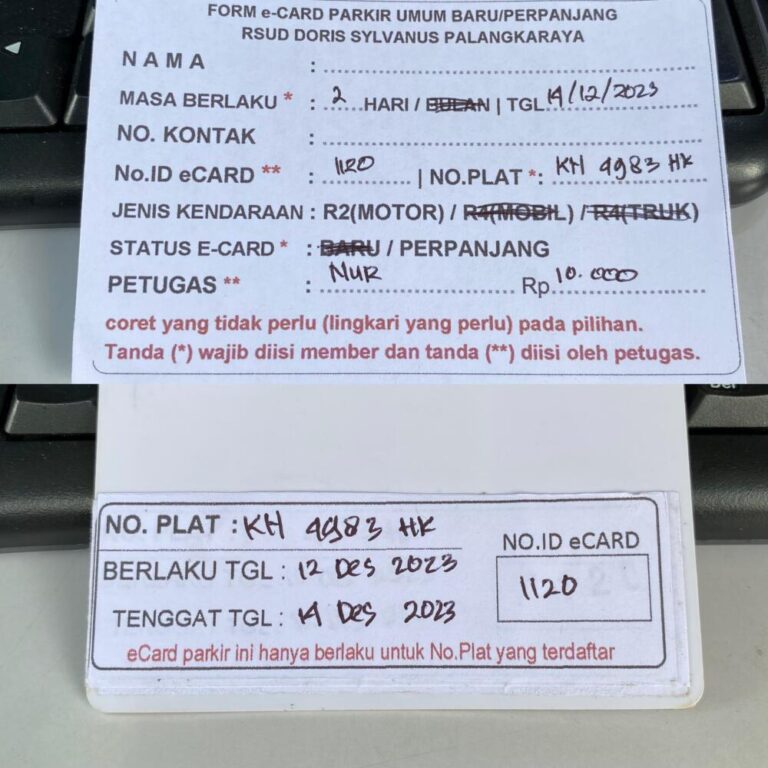 FORM e-CARD PARKIR UMUM BARU/PERPANJANG
RSUD DORIS SYLVANUS PALANGKARAYA
NAMA :
MASA BERLAKU * : 2 HARI / BULAN | TGL 14/12/2023
NO. KONTAK :
No.ID eCARD ** : 1120 | NO.PLAT *: KH 4983 HK
JENIS KENDARAAN : R2(MOTOR) / R4(MOBIL) / R4(TRUK)
STATUS E-CARD * : BARU / PERPANJANG
PETUGAS ** : NUR Rp. 10.000
coret yang tidak perlu (lingkari yang perlu) pada pilihan.
Tanda (*) wajib diisi member dan tanda (**) diisi oleh petugas.
NO. PLAT : KH 4983 HK
BERLAKU TGL : 12 Des 2023
TENGGAT TGL : 14 Des 2023
NO.ID eCARD
1120
eCard parkir ini hanya berlaku untuk No.Plat yang terdaftar